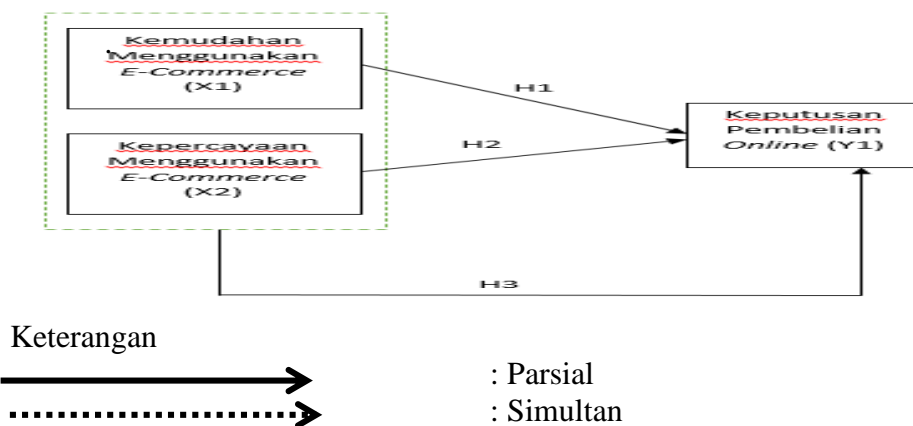 Kemudahan
Menggunakan
E-Commerce
(X1)
H1
Keputusan
Pembelian
Online (Y1)
H2
Kepercayaan
Menggunakan
E-Commerce
(X2)
H3
Keterangan
: Parsial
: Simultan